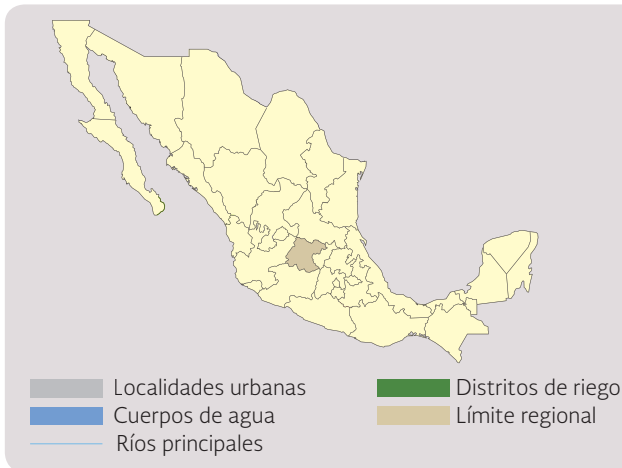 Localidades urbanas
Cuerpos de agua
Ríos principales
Distritos de riego
Límite regional